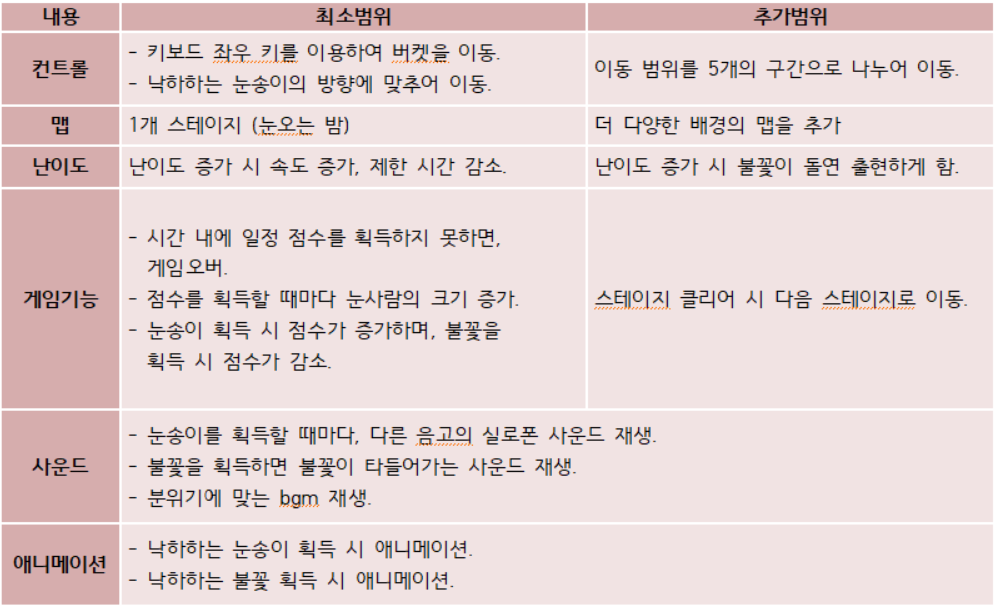 내용 최소범위 추가범위
컨트롤
- 키보드 좌우 키를 이용하여 버켓을 이동.
- 낙하하는 눈송이의 방향에 맞추어 이동.
이동 범위를 5개의 구간으로 나누어 이동.
맵
1개 스테이지 (눈오는 밤)
더 다양한 배경의 맵을 추가
난이도
난이도 증가 시 속도 증가, 제한 시간 감소.
난이도 증가 시 불꽃이 돌연 출현하게 함.
게임기능
- 시간 내에 일정 점수를 획득하지 못하면,
게임오버.
- 점수를 획득할 때마다 눈사람의 크기 증가.
- 눈송이 획득 시 점수가 증가하며, 불꽃을
획득 시 점수가 감소.
스테이지 클리어 시 다음 스테이지로 이동.
사운드
- 눈송이를 획득할 때마다, 다른 음고의 실로폰 사운드 재생.
- 불꽃을 획득하면 불꽃이 타들어가는 사운드 재생.
- 분위기에 맞는 bgm 재생.
애니메이션
- 낙하하는 눈송이 획득 시 애니메이션.
- 낙하하는 불꽃 획득 시 애니메이션.